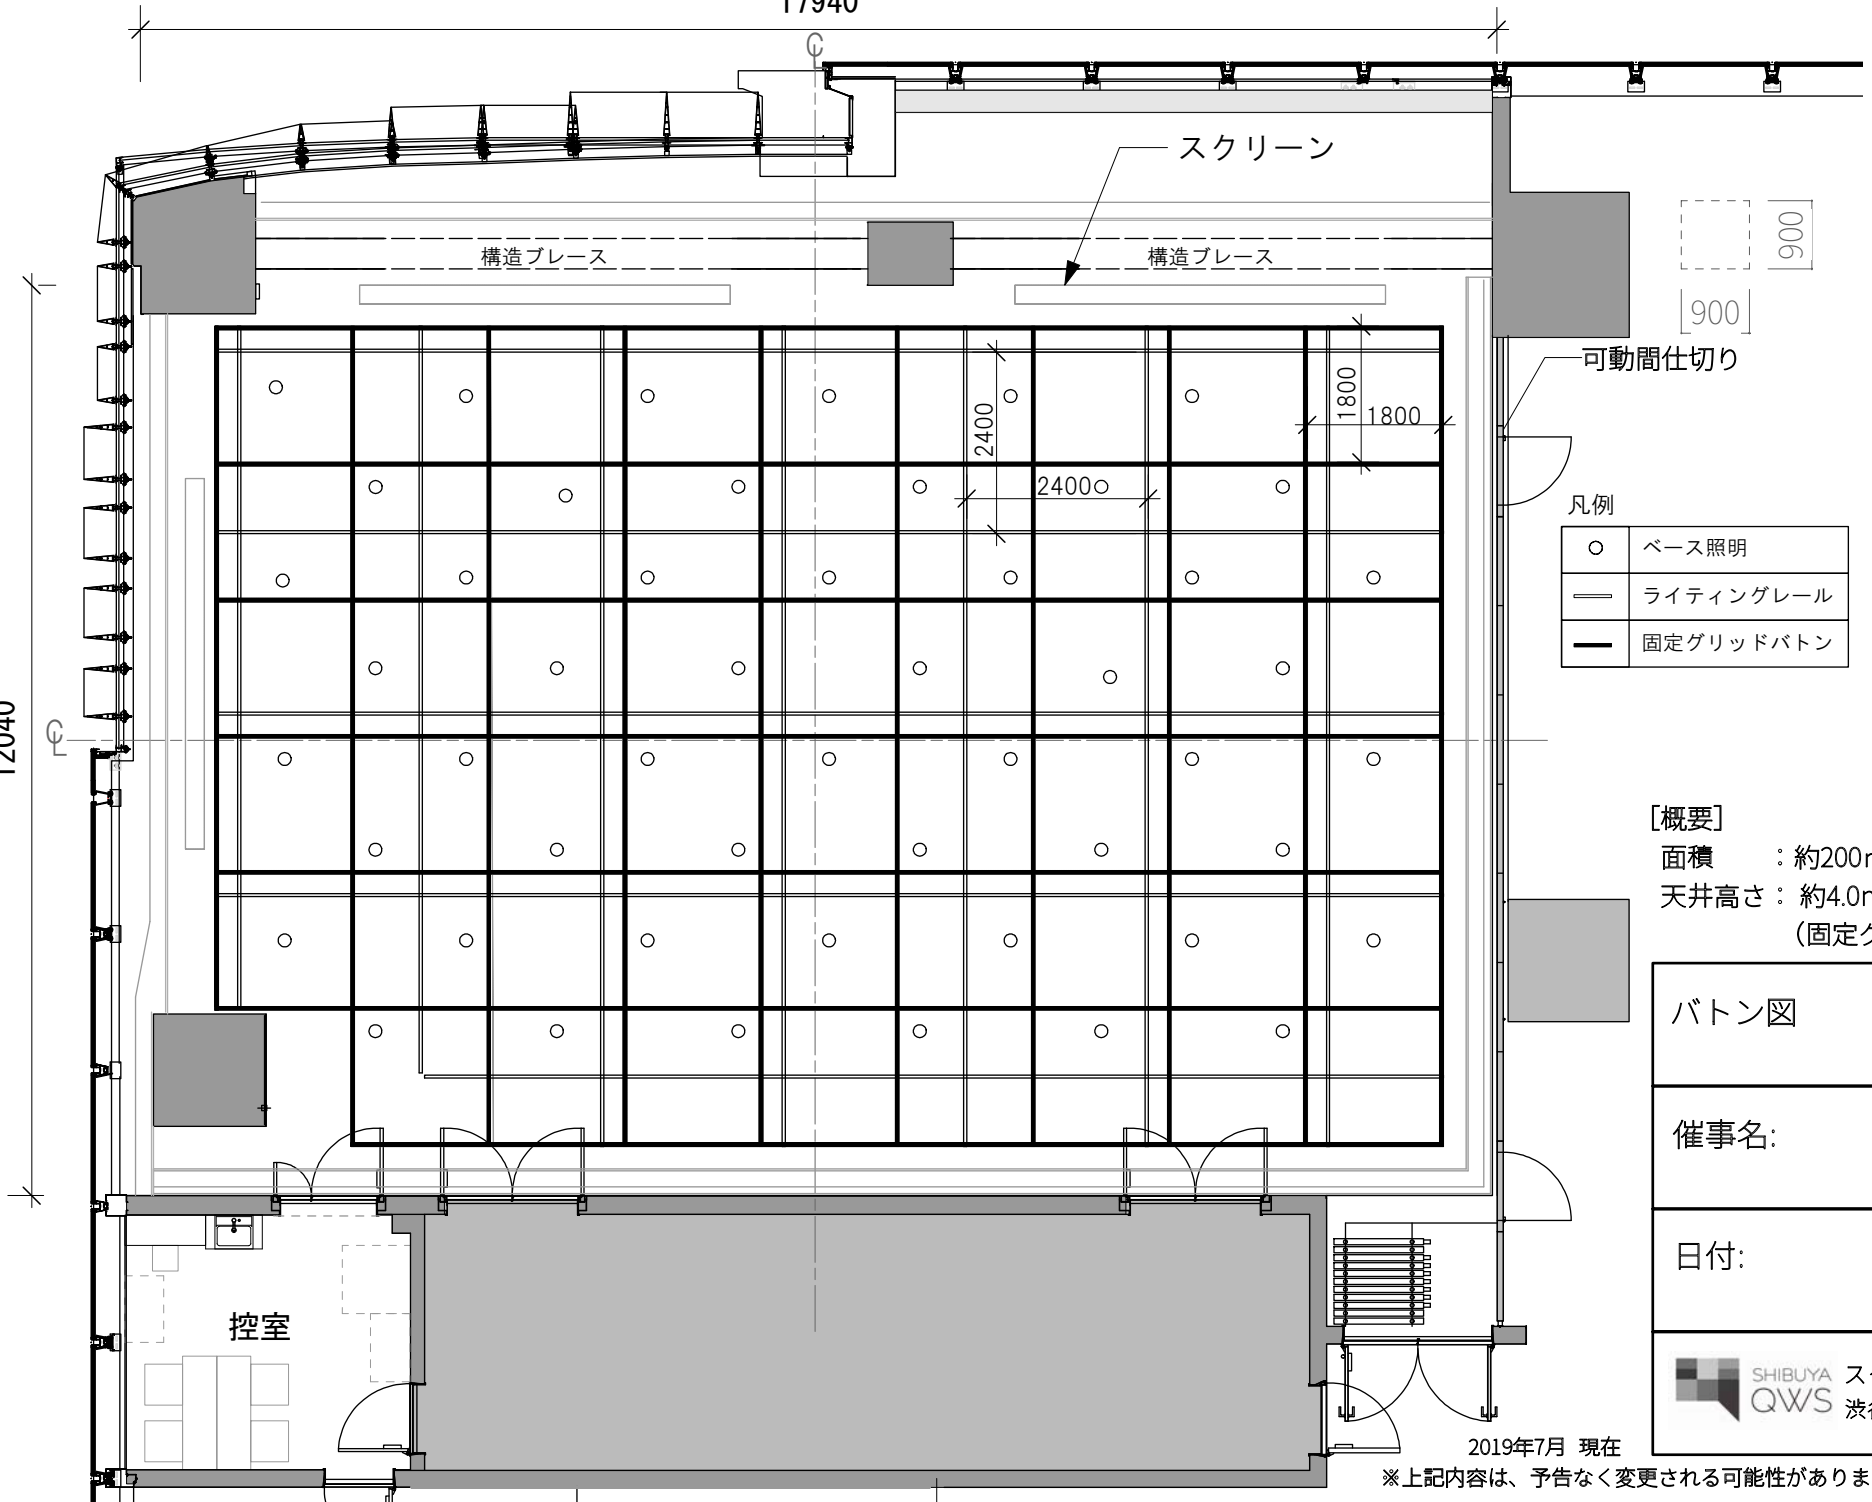 17940
スクリーン
構造ブレース
構造ブレース
900
900
可動間仕切り
1800
1800
2400
2400
凡例
ベース照明
ライティングレール
固定グリッドバトン
12040
[概要]
面積 ：約200
天井高さ：約4.0
（固定
バトン図
催事名:
日付:
控室
SHIBUYA
QWS
渋
2019年7月 現在
※上記内容は、予告なく変更される可能性がありま